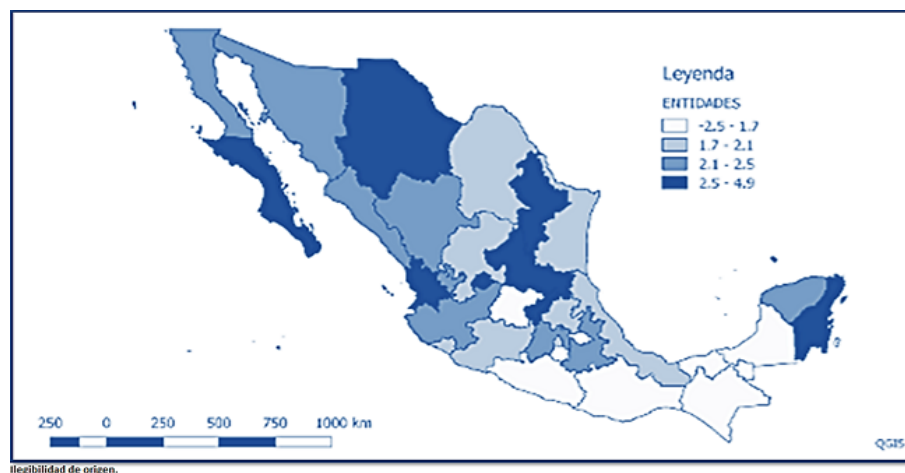 Leyenda
ENTIDADES
-2.5 - 1.7
1.7 - 2.1
2.1 - 2.5
2.5 - 4.9
250 0 250 500 750 1000 km
QGIS
Ilegibilidad de origen.